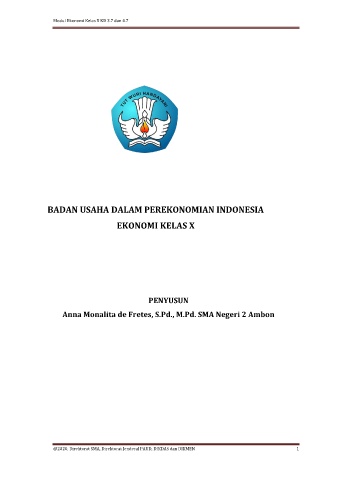 Modul Ekonomi Kelas X KD 3.7 dan 4.7
TUT WURI HANDAYANI
BADAN USAHA DALAM PEREKONOMIAN INDONESIA
EKONOMI KELAS X
PENYUSUN
Anna Monalita de Fretes, S.Pd., M.Pd. SMA Negeri 2 Ambon
@2020, Direktorat SMA, Direktorat Jenderal PAUD, DIKDAS dan DIKMEN 1